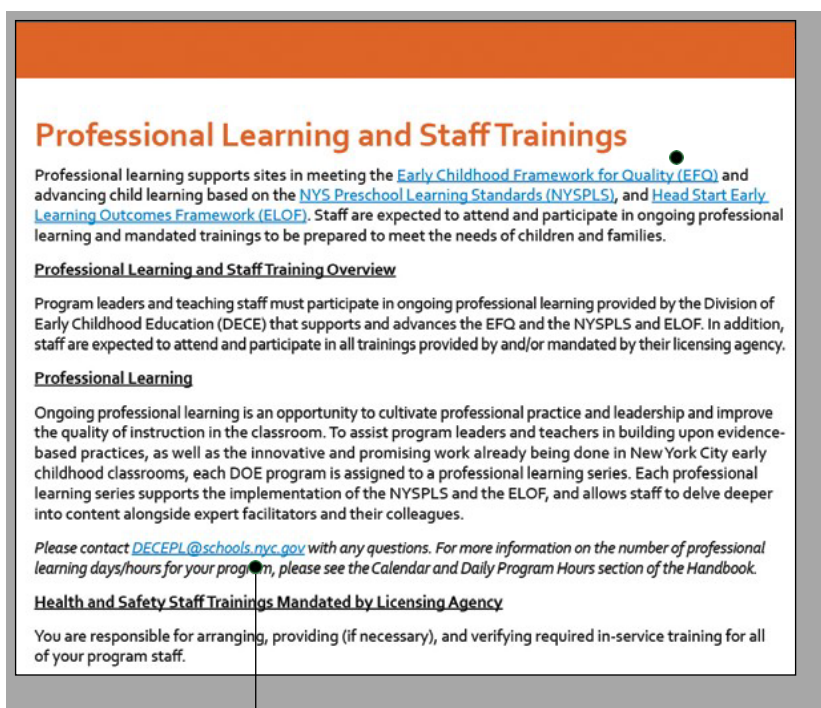 Professional Learning and Staff Trainings
Professional learning supports sites in meeting the Early Childhood Framework for Quality (EFQ) and
advancing child learning based on the NYS Preschool Learning Standards (NYSPLS), and Head Start Early
Learning Outcomes Framework (ELOF). Staff are expected to attend and participate in ongoing professional
learning and mandated trainings to be prepared to meet the needs of children and families.
Professional Learning and Staff Training Overview
Program leaders and teaching staff must participate in ongoing professional learning provided by the Division of
Early Childhood Education (DECE) that supports and advances the EFQ and the NYSPLS and ELOF. In addition,
staff are expected to attend and participate in all trainings provided by and/or mandated by their licensing agency.
Professional Learning
Ongoing professional learning is an opportunity to cultivate professional practice and leadership and improve
the quality of instruction in the classroom. To assist program leaders and teachers in building upon evidence-
based practices, as well as the innovative and promising work already being done in New York City early
childhood classrooms, each DOE program is assigned to a professional learning series. Each professional
learning series supports the implementation of the NYSPLS and the ELOF, and allows staff to delve deeper
into content alongside expert facilitators and their colleagues.
Please contact DECEPL@schools.nyc.gov with any questions. For more information on the number of professional
learning days/hours for your program, please see the Calendar and Daily Program Hours section of the Handbook.
Health and Safety Staff Trainings Mandated by Licensing Agency
You are responsible for arranging, providing (if necessary), and verifying required in-service training for all
of your program staff.